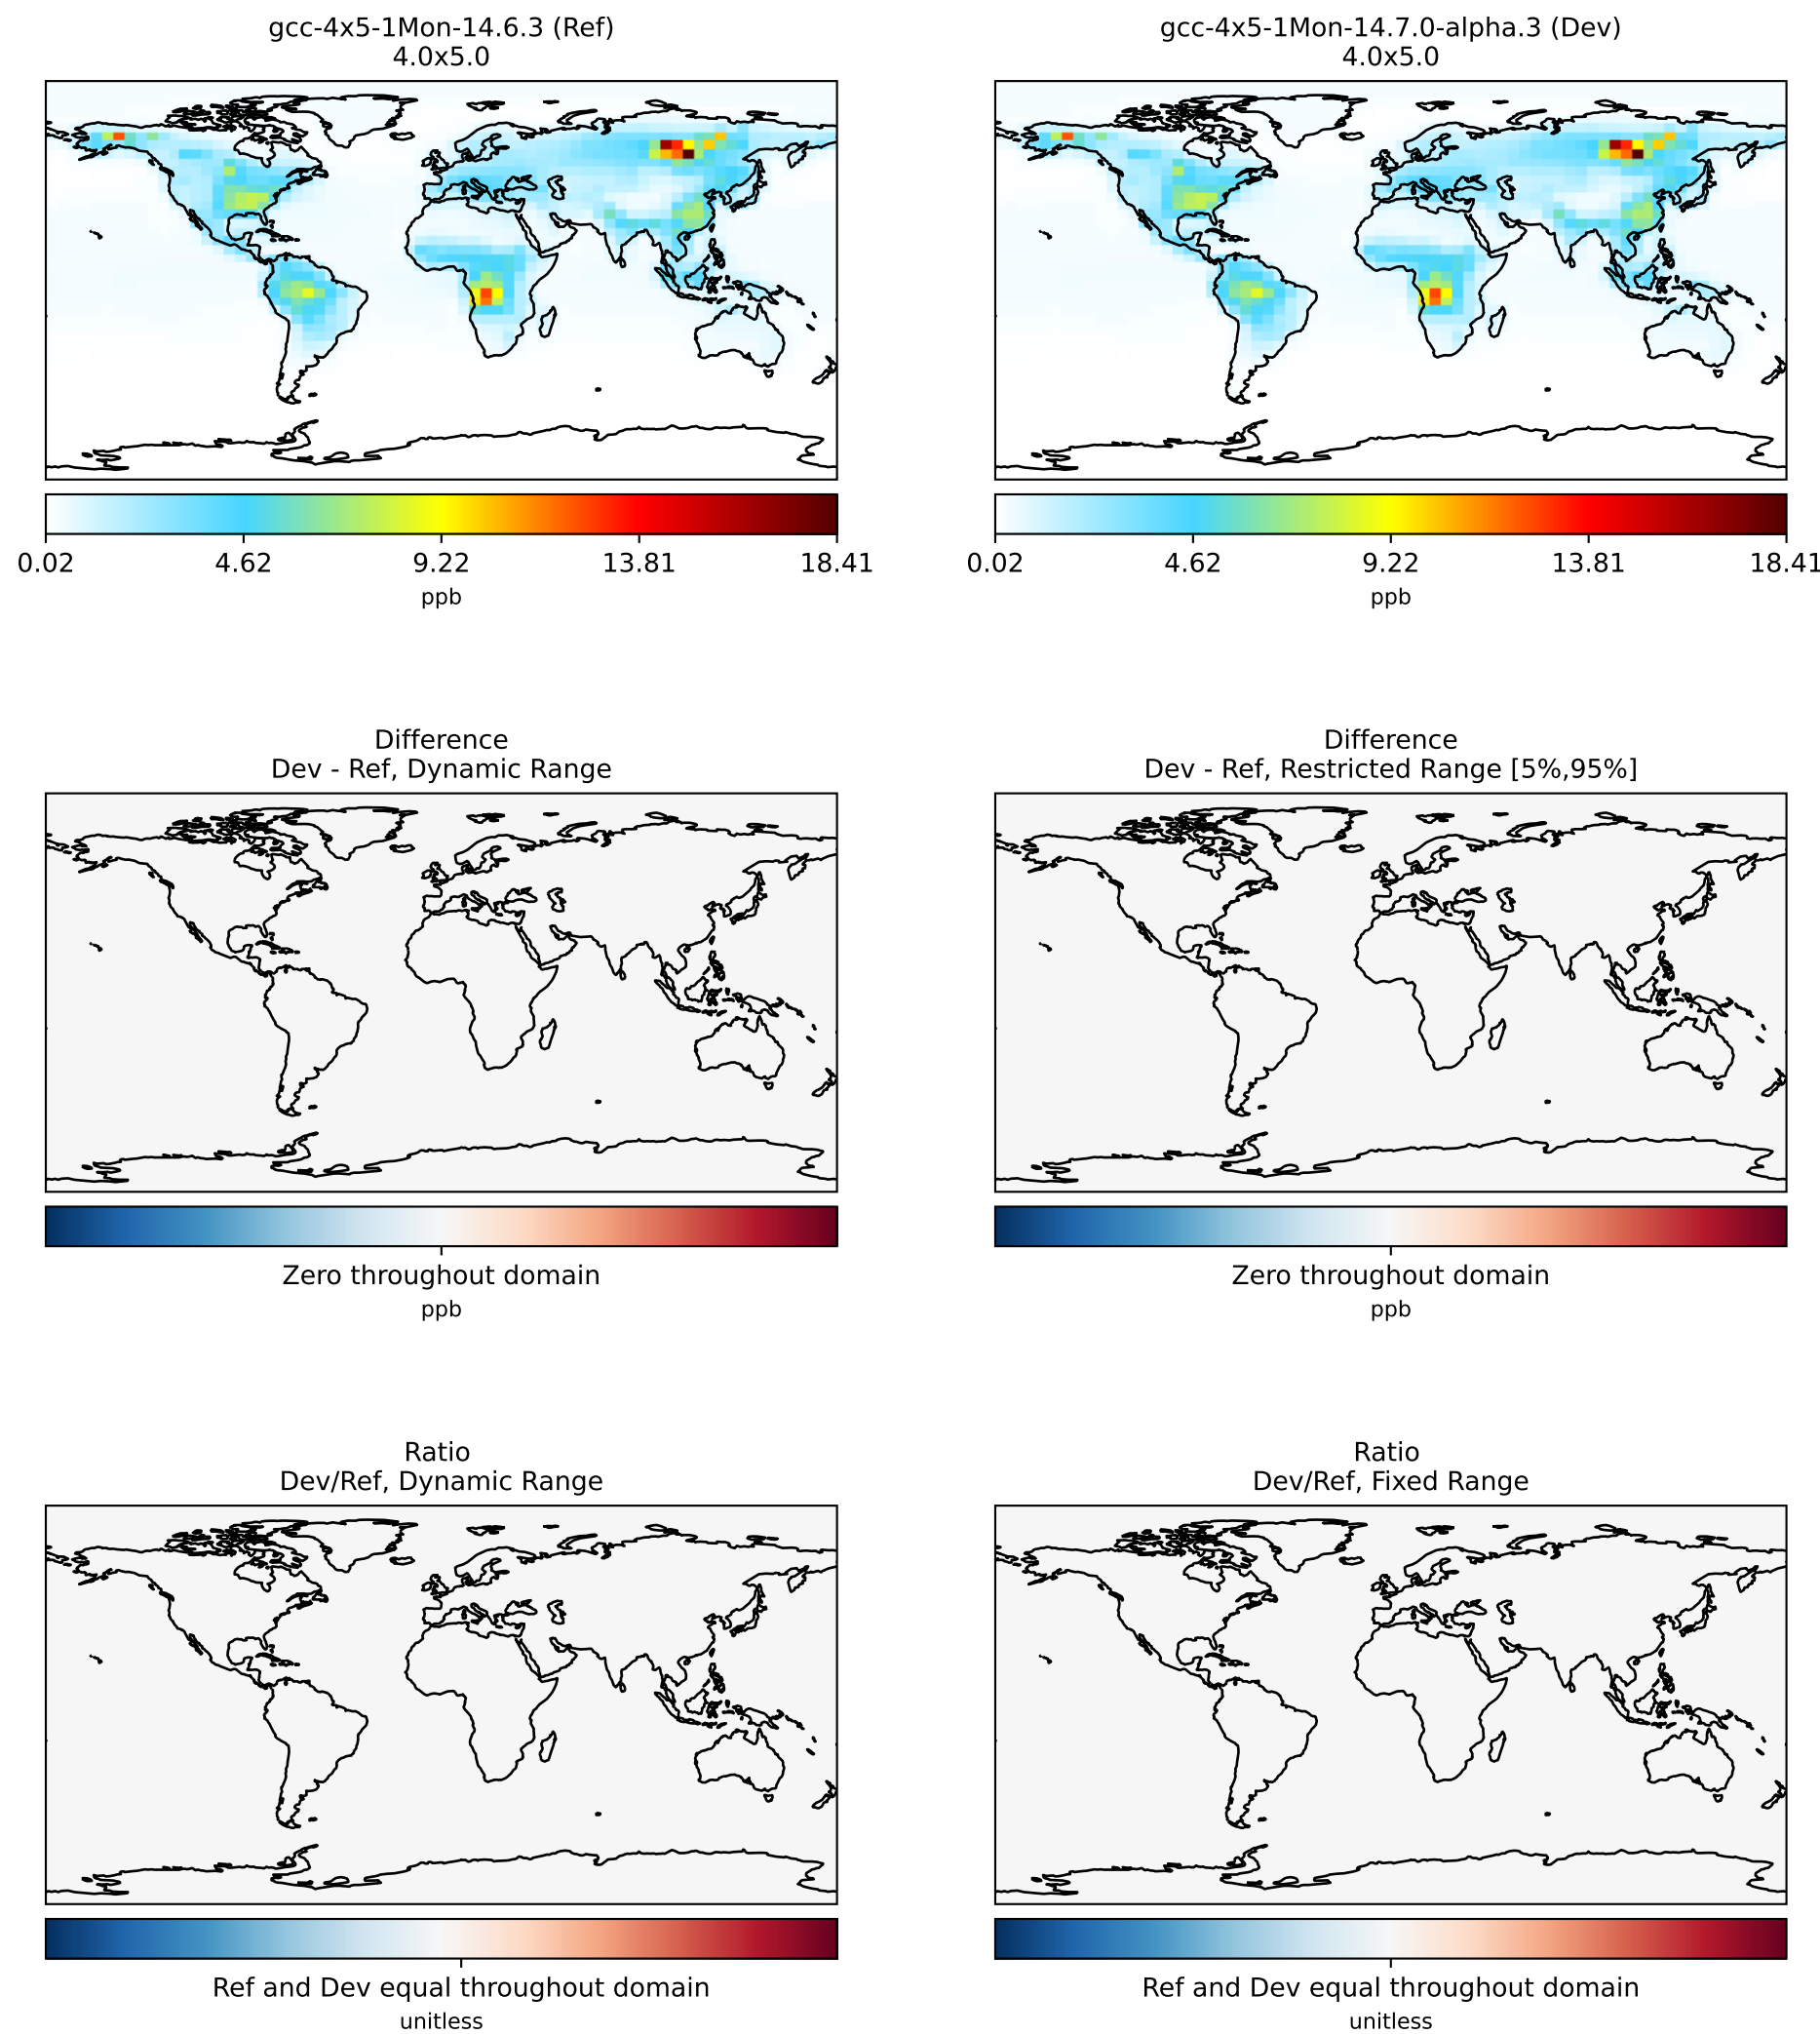 gcc-4x5-1Mon-14.6.3 (Ref)
4.0x5.0
gcc-4x5-1Mon-14.7.0-alpha.3 (Dev)
4.0x5.0
0.02 4.62 9.22 13.81 18.41
ppb
0.02 4.62 9.22 13.81 18.41
ppb
Difference
Dev - Ref, Dynamic Range
Difference
Dev - Ref, Restricted Range [5%,95%]
Zero throughout domain
ppb
Zero throughout domain
ppb
Ratio
Dev/Ref, Dynamic Range
Ratio
Dev/Ref, Fixed Range
Ref and Dev equal throughout domain
unitless
Ref and Dev equal throughout domain
unitless